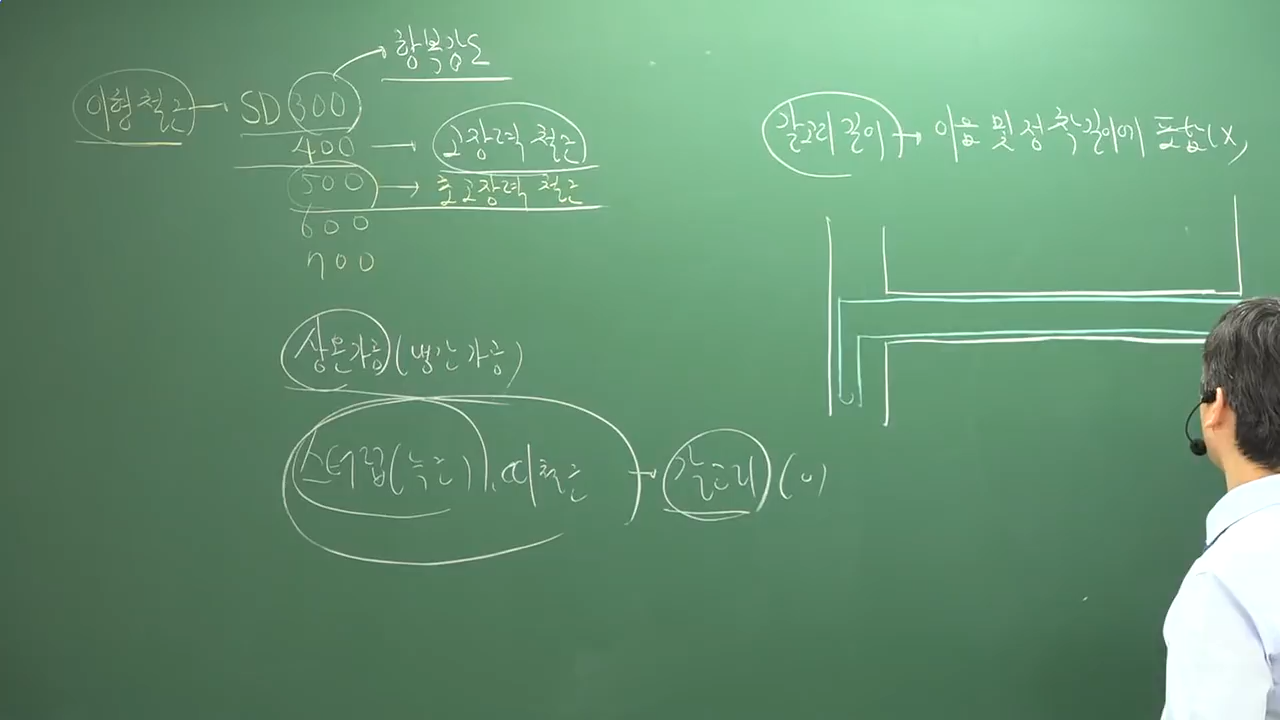 항복강도
이형철근 → SD 300
400 → 고장력 철근
500 → 초고장력 철근
600
700
상온가공 (냉간가공)
스터럽(늑근), 띠철근 → 갈고리 (0)
갈고리 길이 → 이음 및 정착길이에 포함(X)